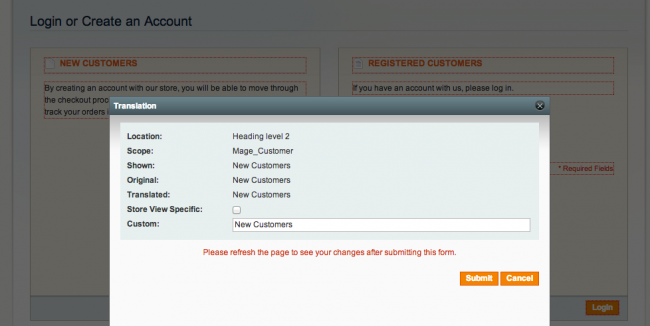 Login or Create an Account
NEW CUSTOMERS
REGISTERED CUSTOMERS
By creating an account with our store, you will be able to move through
the checkout proc
track your orders
If you have an account with us, please log in.
Translation
Location: Heading level 2
Scope: Mage_Customer
Shown: New Customers
Original: New Customers
Translated: New Customers
Store View Specific:
Custom: New Customers
* Required Fields
Please refresh the page to see your changes after submitting this form.
Submit Cancel
Login